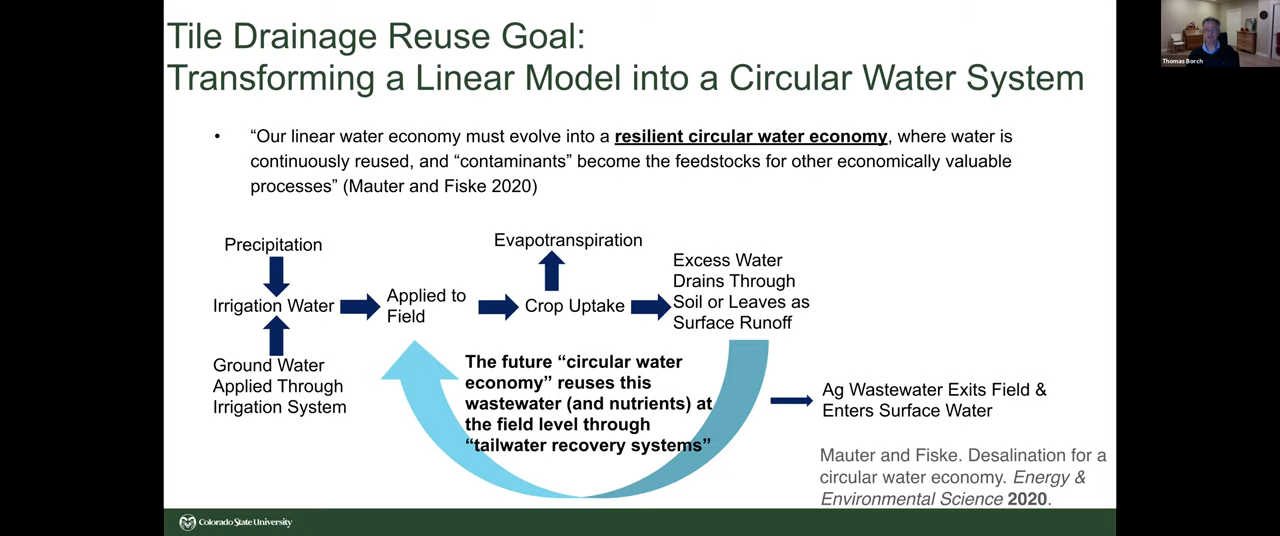 Tile Drainage Reuse Goal:
Transforming a Linear Model into a Circular Water System
Thomas Borch
• “Our linear water economy must evolve into a resilient circular water economy, where water is
continuously reused, and “contaminants” become the feedstocks for other economically valuable
processes” (Mauter and Fiske 2020)
Precipitation
Irrigation Water
Ground Water
Applied Through
Irrigation System
Applied to
Field
Evapotranspiration
Crop Uptake
Excess Water
Drains Through
Soil or Leaves as
Surface Runoff
The future “circular water
economy” reuses this
wastewater (and nutrients) at
the field level through
“tailwater recovery systems”
Ag Wastewater Exits Field &
Enters Surface Water
Mauter and Fiske. Desalination for a
circular water economy. Energy &
Environmental Science 2020.
Colorado State University